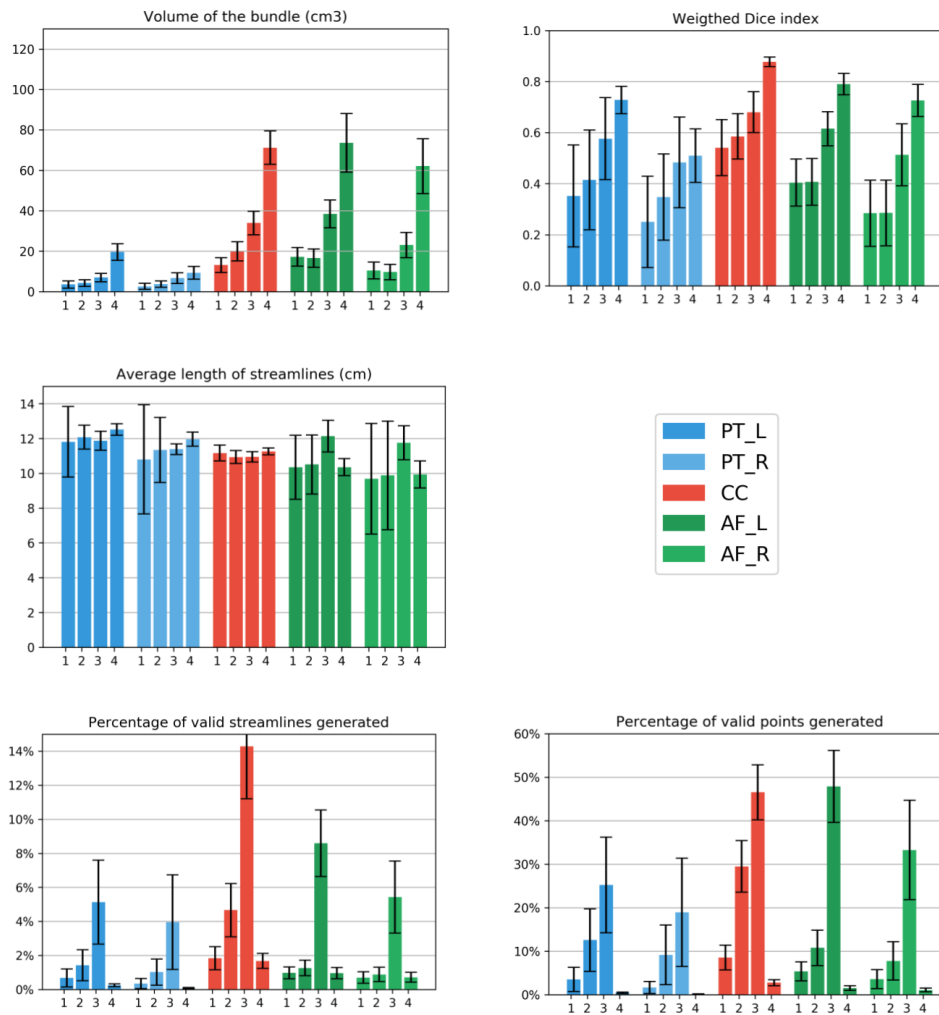 Volume of the bundle (cm3)
120
100
80
60
40
20
0
1 2 3 4 1 2 3 4 1 2 3 4 1 2 3 4 1 2 3 4
Weigthed Dice index
1.0
0.8
0.6
0.4
0.2
0.0
1 2 3 4 1 2 3 4 1 2 3 4 1 2 3 4 1 2 3 4
Average length of streamlines (cm)
14
12
10
8
6
4
2
0
1 2 3 4 1 2 3 4 1 2 3 4 1 2 3 4 1 2 3 4
PT_L
PT_R
CC
AF_L
AF_R
Percentage of valid streamlines generated
14%
12%
10%
8%
6%
4%
2%
0%
1 2 3 4 1 2 3 4 1 2 3 4 1 2 3 4 1 2 3 4
Percentage of valid points generated
60%
50%
40%
30%
20%
10%
0%
1 2 3 4 1 2 3 4 1 2 3 4 1 2 3 4 1 2 3 4